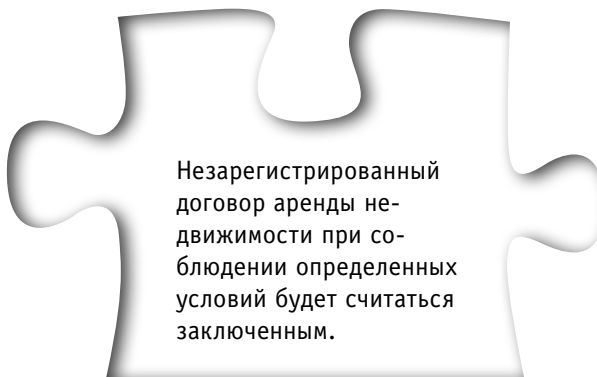 Незарегистрированный
договор аренды не-
движимости при со-
блюдении определенных
условий будет считаться
заключенным.